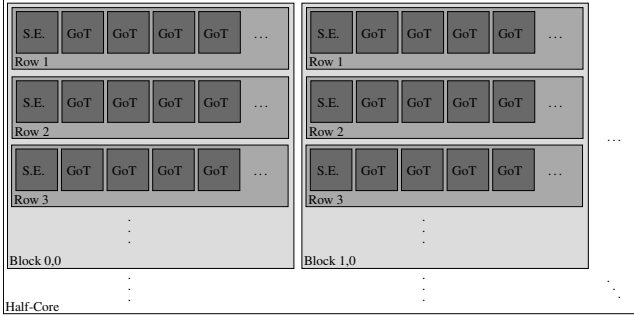 S.E. GoT GoT GoT GoT ... S.E. GoT GoT GoT GoT ...
Row 1 Row 1
S.E. GoT GoT GoT GoT ... S.E. GoT GoT GoT GoT ...
Row 2 Row 2
...
S.E. GoT GoT GoT GoT ... S.E. GoT GoT GoT GoT ...
Row 3 Row 3
Block 0,0 Block 1,0
Half-Core